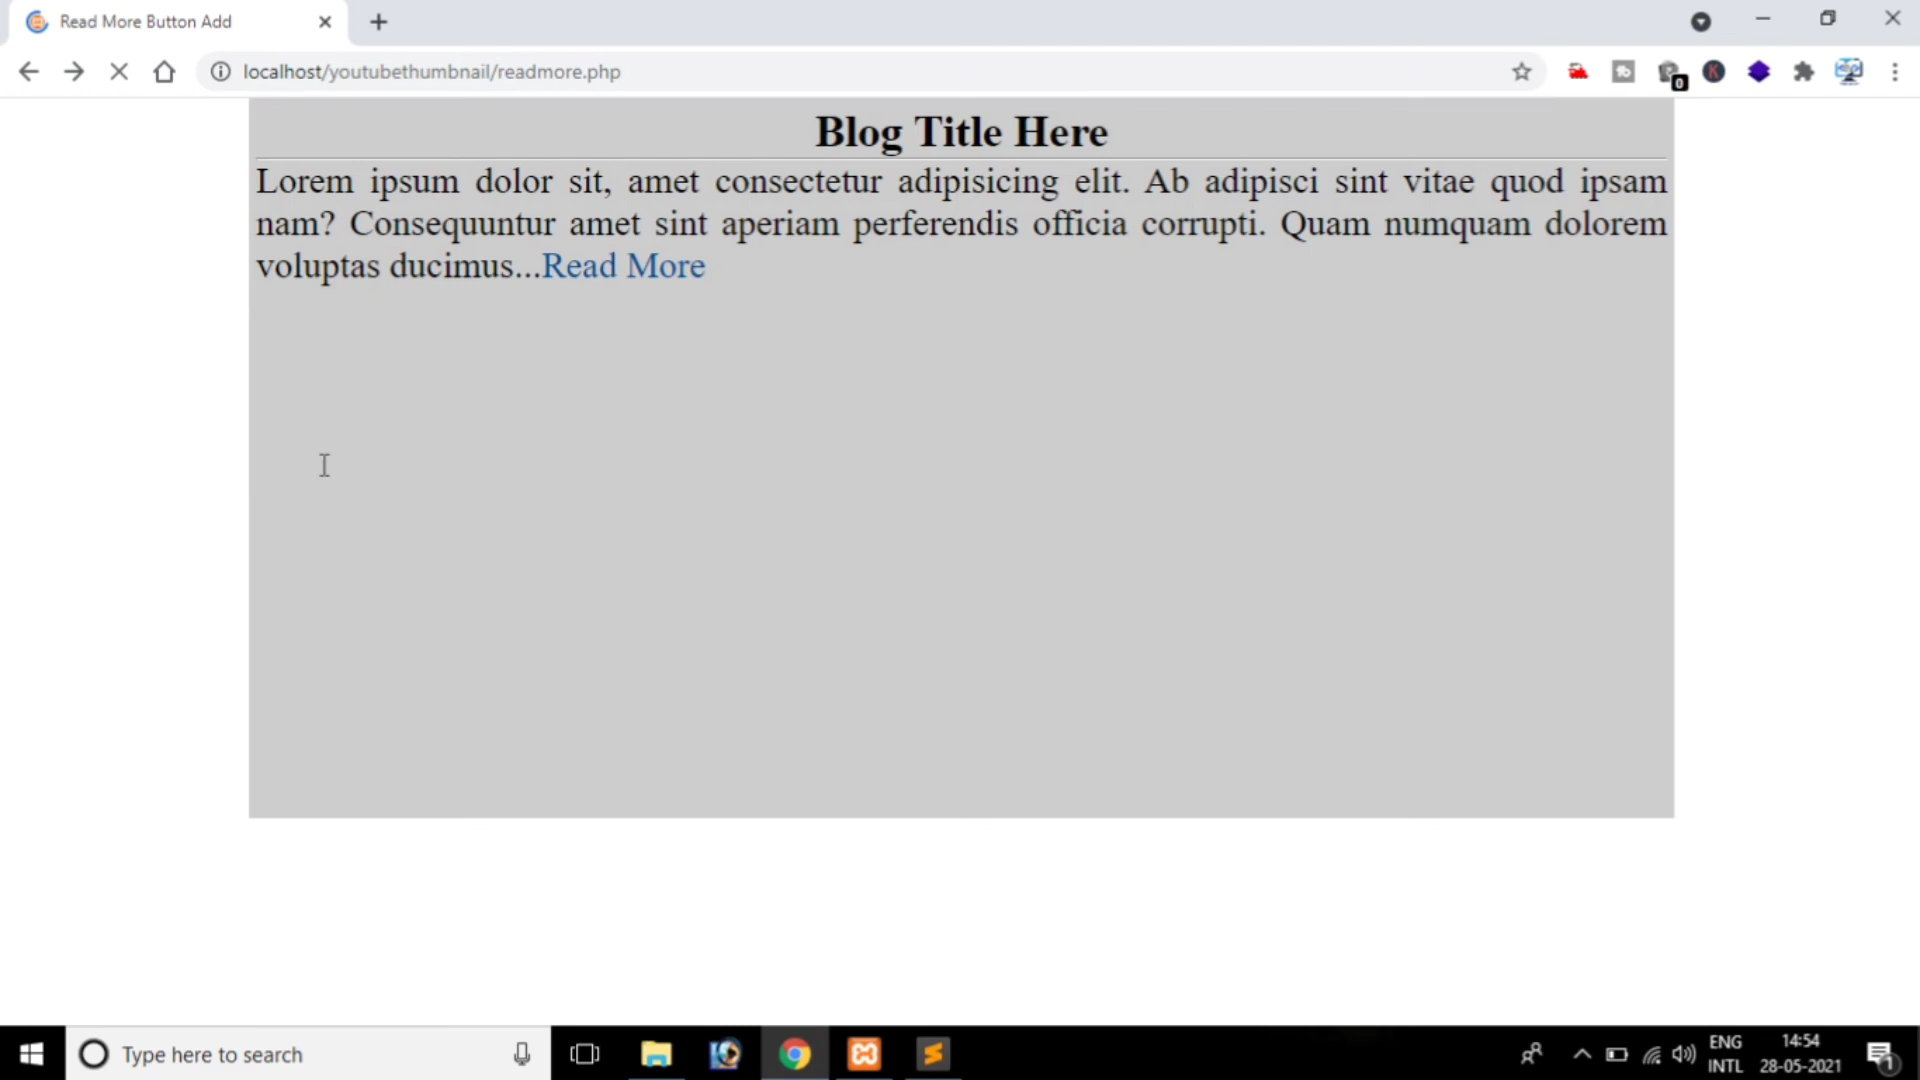 Read More Button Add
localhost/youtubethumbnail/readmore.php
0
Blog Title Here
Lorem ipsum dolor sit, amet consectetur adipisicing elit. Ab adipisci sint vitae quod ipsam
nam? Consequuntur amet sint aperiam perferendis officia corrupti. Quam numquam dolorem
voluptas ducimus...Read More
Type here to search
ENG
INTL
14:54
28-05-2021
1